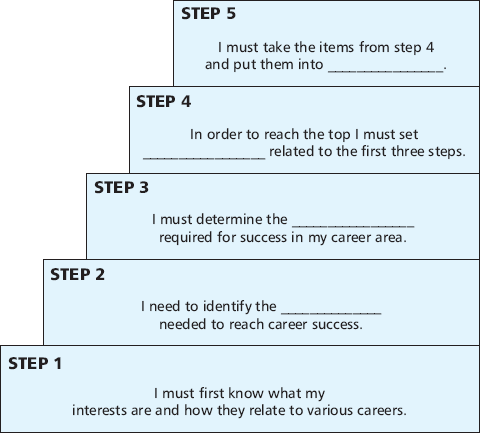 STEP 5
I must take the items from step 4
and put them into ________________.
STEP 4
In order to reach the top I must set
_________________ related to the first three steps.
STEP 3
I must determine the _________________
required for success in my career area.
STEP 2
I need to identify the ______________
needed to reach career success.
STEP 1
I must first know what my
interests are and how they relate to various careers.